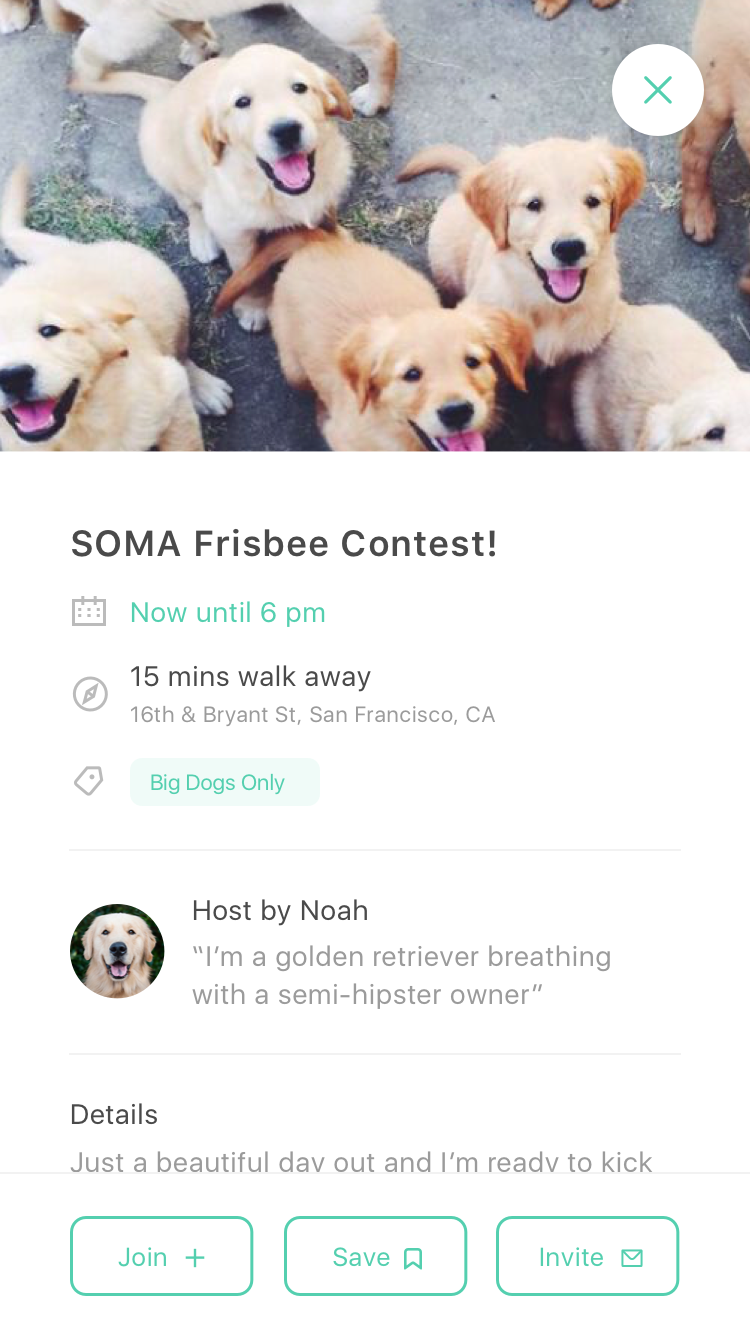 SOMA Frisbee Contest!
Now until 6 pm
15 mins walk away
16th & Bryant St, San Francisco, CA
Big Dogs Only
Host by Noah
“I’m a golden retriever breathing
with a semi-hipster owner”
Details
Just a beautiful day out and I’m ready to kick
Join
Save
Invite